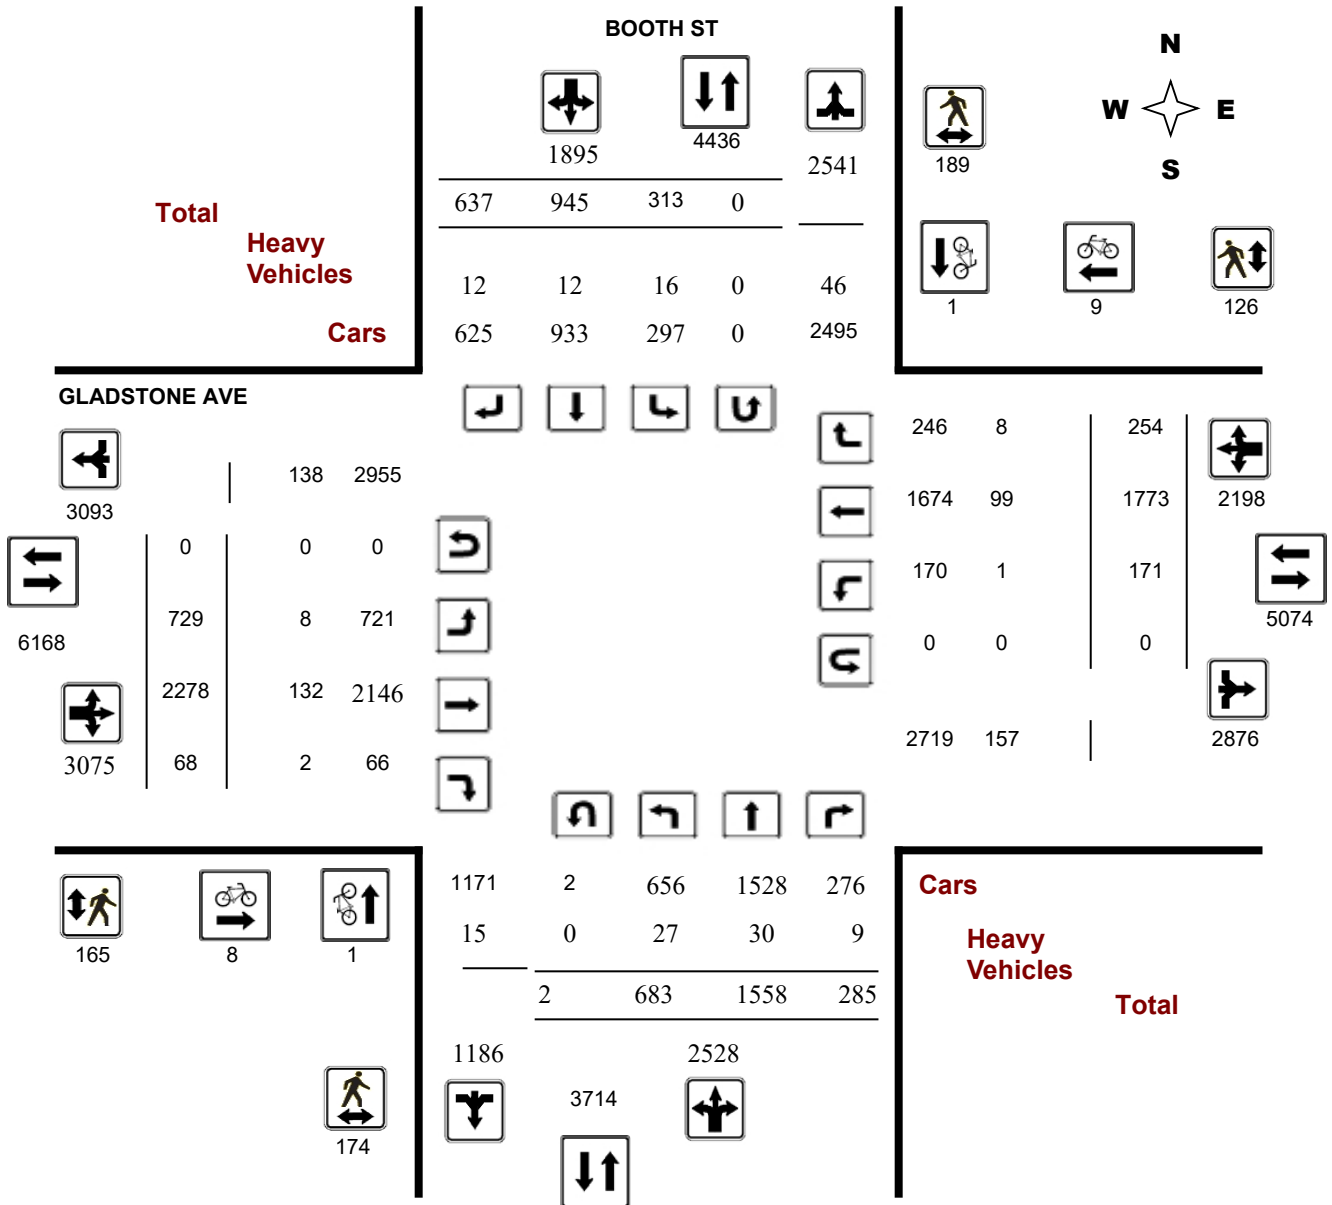 BOOTH ST
N
W E
S
1895 4436 2541 189
637 945 313 0
Total
Heavy
Vehicles
12 12 16 0 46
1 9 126
Cars
625 933 297 0 2495
GLADSTONE AVE
246 8 254
138 2955
3093
1674 99 1773 2198
0 0 0
170 1 171
5074
729 8 721
6168
0 0 0
2278 132 2146
2719 157 2876
3075 68 2 66
1171 2 656 1528 276
Cars
15 0 27 30 9
Heavy
Vehicles
165 8 1
2 683 1558 285
Total
1186 2528
3714
174